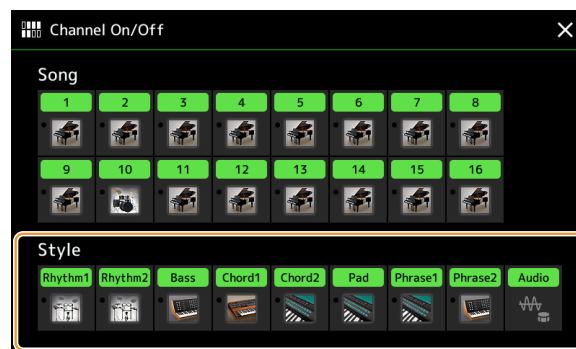 Channel On/Off
Song
1 2 3 4 5 6 7 8
9 10 11 12 13 14 15 16
Style
Rhythm1 Rhythm2 Bass Chord1 Chord2 Pad Phrase1 Phrase2 Audio